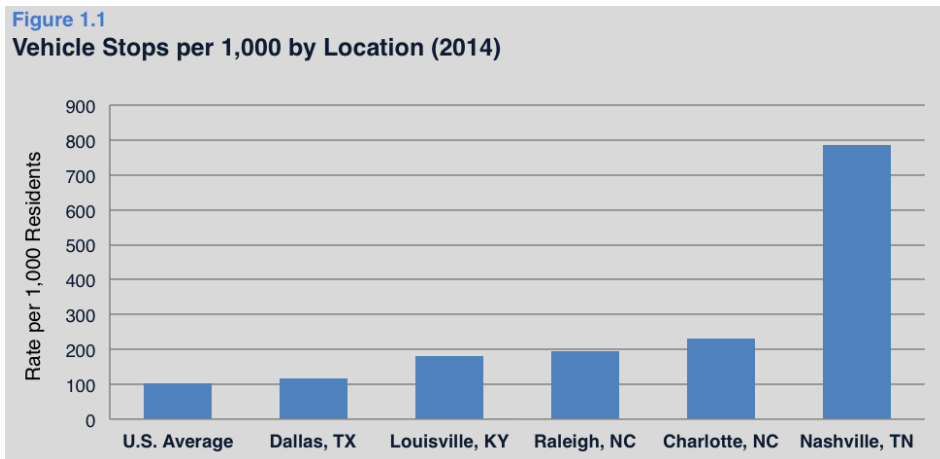 Figure 1.1
Vehicle Stops per 1,000 by Location (2014)
Rate per 1,000 Residents
900
800
700
600
500
400
300
200
100
0
U.S. Average
Dallas, TX
Louisville, KY
Raleigh, NC
Charlotte, NC
Nashville, TN